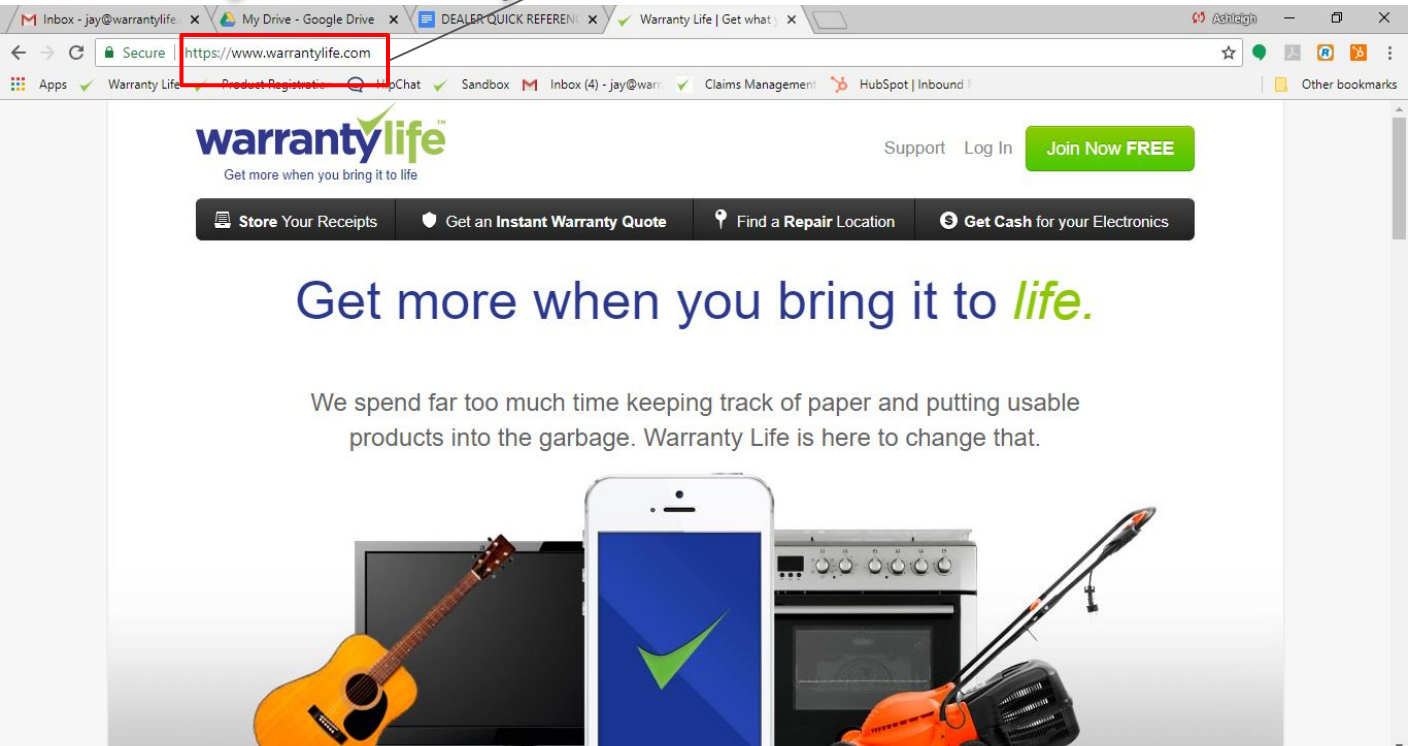 Inbox - jay@warrantylife.
My Drive - Google Drive
DEALER QUICK REFERENC
Warranty Life | Get what
Ashleigh
Secure
https://www.warrantylife.com
Apps
Warranty Life
Product Registration
HipChat
Sandbox
Inbox (4) - jay@warr
Claims Management
HubSpot | Inbound
Other bookmarks
warrantylife™
Get more when you bring it to life
Support Log In Join Now FREE
Store Your Receipts
Get an Instant Warranty Quote
Find a Repair Location
Get Cash for your Electronics
Get more when you bring it to life.
We spend far too much time keeping track of paper and putting usable
products into the garbage. Warranty Life is here to change that.